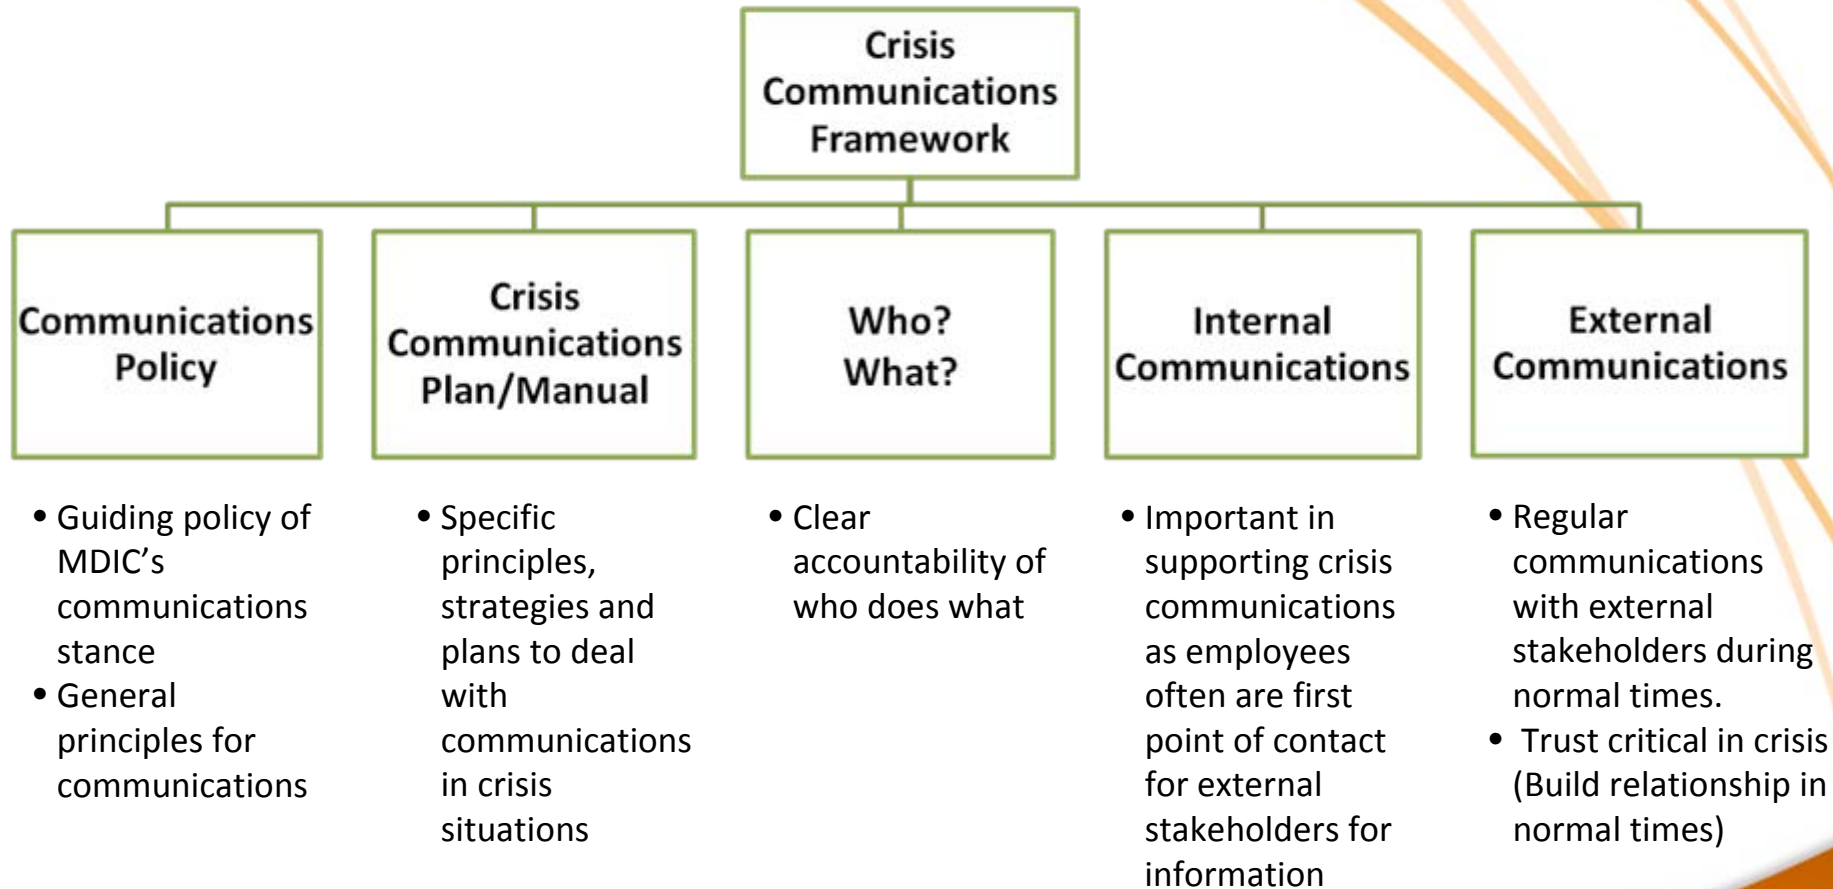 Crisis
Communications
Framework
Communications
Policy
Crisis
Communications
Plan/Manual
Who?
What?
Internal
Communications
External
Communications
• Guiding policy of
MDIC’s
communications
stance
• General
principles for
communications
• Specific
principles,
strategies and
plans to deal
with
communications
in crisis
situations
• Clear
accountability of
who does what
• Important in
supporting crisis
communications
as employees
often are first
point of contact
for external
stakeholders for
information
• Regular
communications
with external
stakeholders during
normal times.
• Trust critical in crisis
(Build relationship in
normal times)